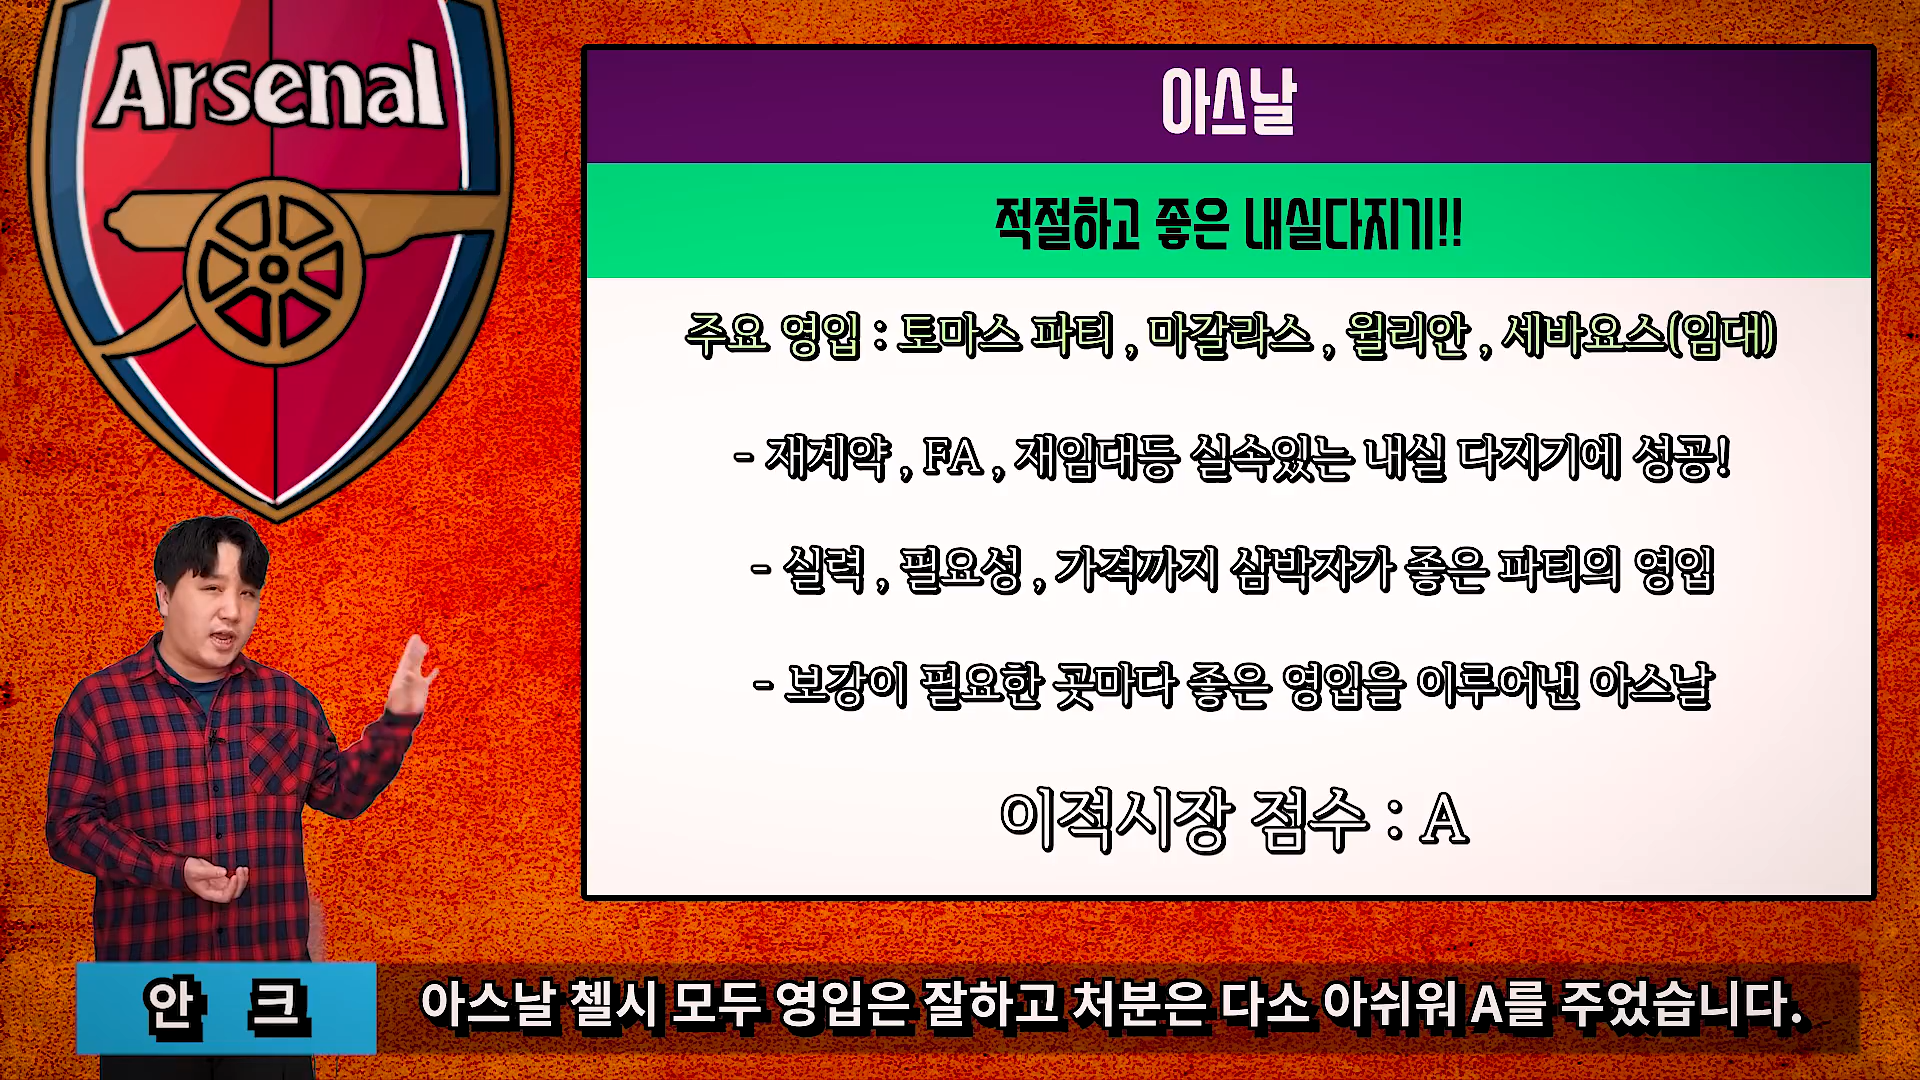 Arsenal
아스날
적절하고 좋은 내실다지기!!
주요 영입 : 토마스 파티 , 마갈랴스 , 윌리안 , 세바요스(임대)
- 재계약 , FA , 재임대등 실속있는 내실 다지기에 성공!
- 실력 , 필요성 , 가격까지 삼박자가 좋은 파티의 영입
- 보강이 필요한 곳마다 좋은 영입을 이루어낸 아스날
이적시장 점수 : A
안 크
아스날 첼시 모두 영입은 잘하고 처분은 다소 아쉬워 A를 주었습니다.